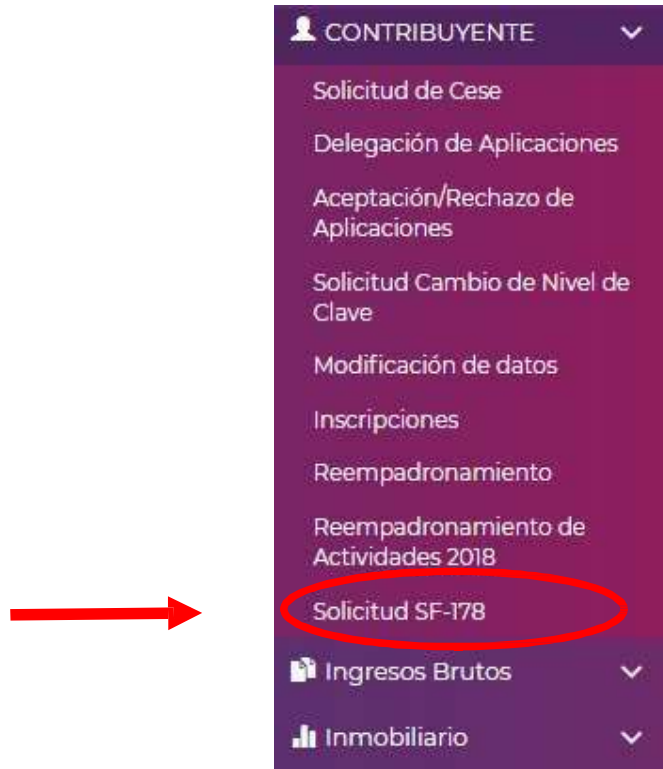 CONTRIBUYENTE
Solicitud de Cese
Delegación de Aplicaciones
Aceptación/Rechazo de
Aplicaciones
Solicitud Cambio de Nivel de
Clave
Modificación de datos
Inscripciones
Reempadronamiento
Reempadronamiento de
Actividades 2018
Solicitud SF-178
Ingresos Brutos
Inmobiliario